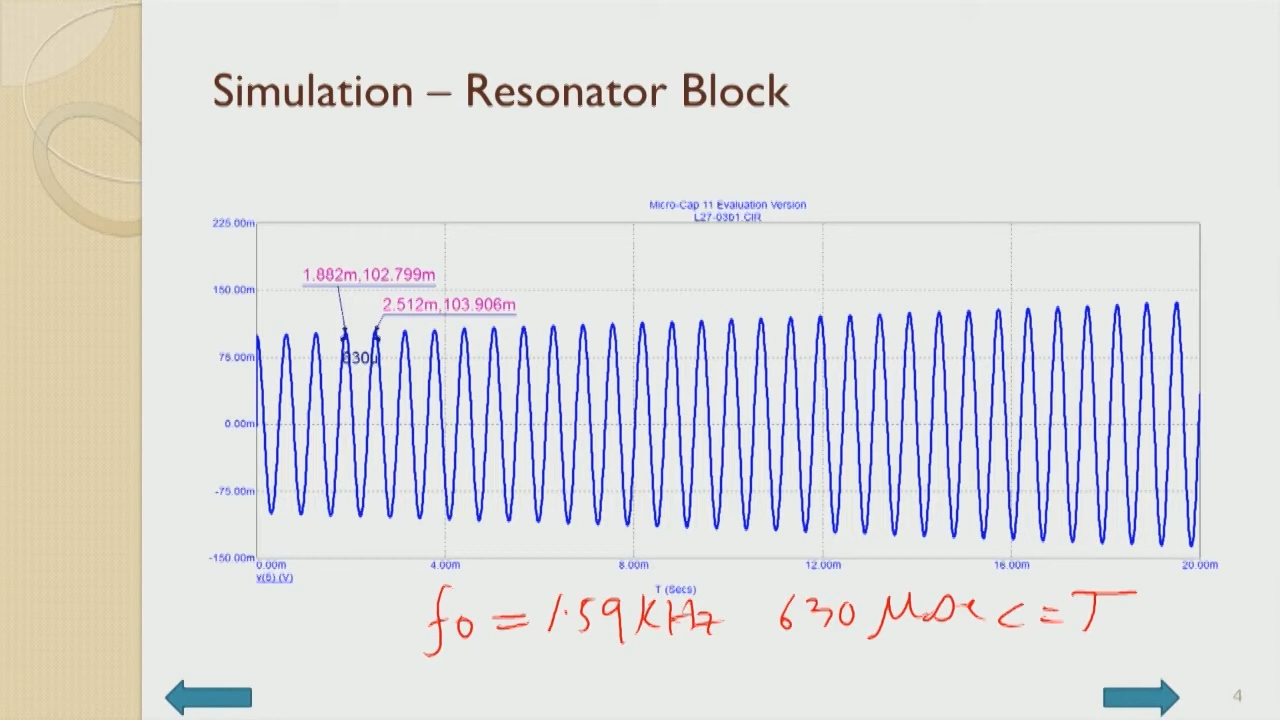 Simulation – Resonator Block
Micro-Cap 11 Evaluation Version
L27-0301.CIR
225.00m
150.00m
75.00m
0.00m
-75.00m
-150.00m
1.882m,102.799m
2.512m,103.906m
630u
0.00m 4.00m 8.00m 12.00m 16.00m 20.00m
v(6) (V)
T (Secs)
fo = 1.59 KHz 630 μsec = T
4